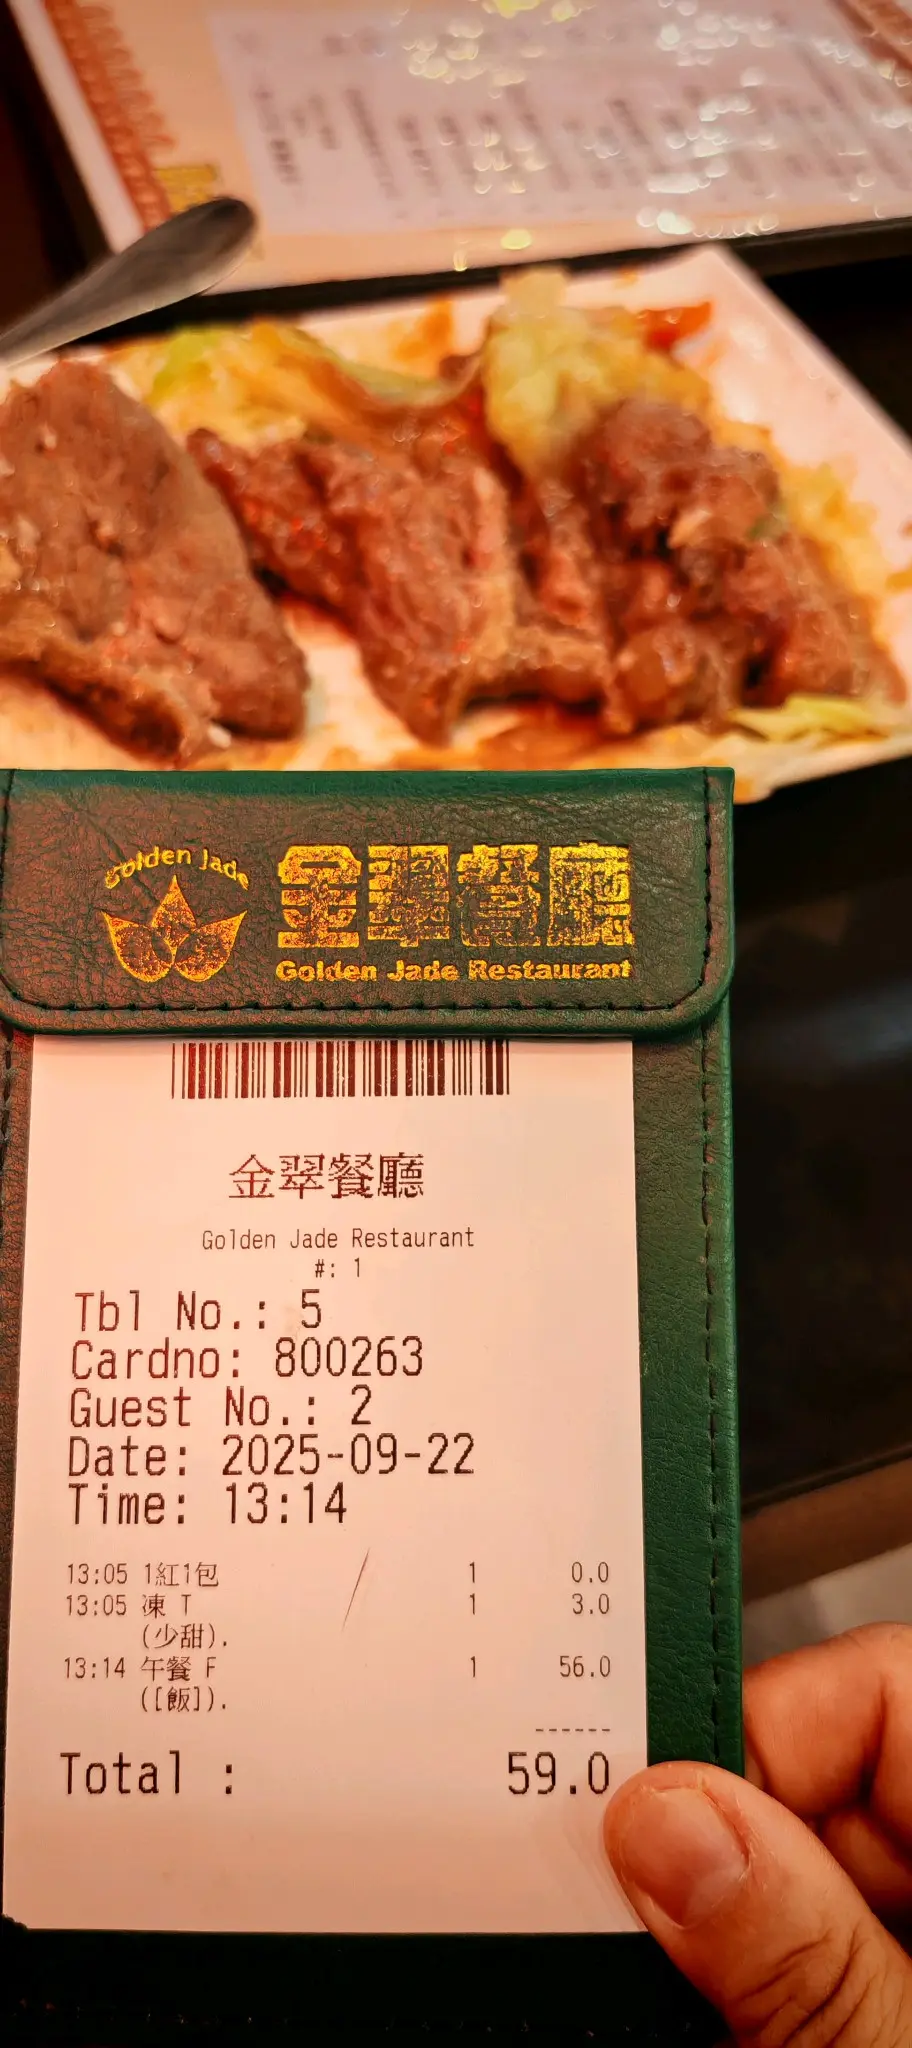 Golden Jade
金翠餐廳
Golden Jade Restaurant
金翠餐廳
Golden Jade Restaurant
#: 1
Tbl No.: 5
Cardno: 800263
Guest No.: 2
Date: 2025-09-22
Time: 13:14
13:05 1紅1包 1 0.0
13:05 凍 T 1 3.0
(少甜).
13:14 午餐 F 1 56.0
([飯]).
------
Total : 59.0